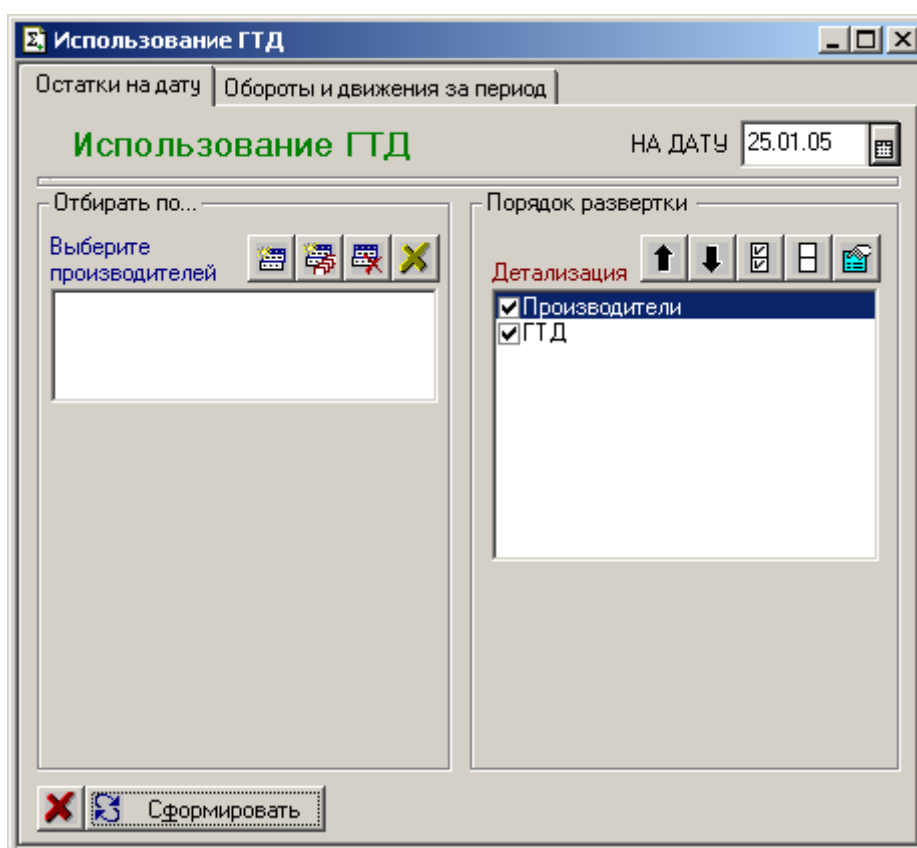 Использование ГТД
Остатки на дату
Обороты и движения за период
Использование ГТД
НА ДАТУ
25.01.05
Отбирать по...
Выберите
производителей
Порядок развертки
Детализация
Производители
ГТД
Сформировать